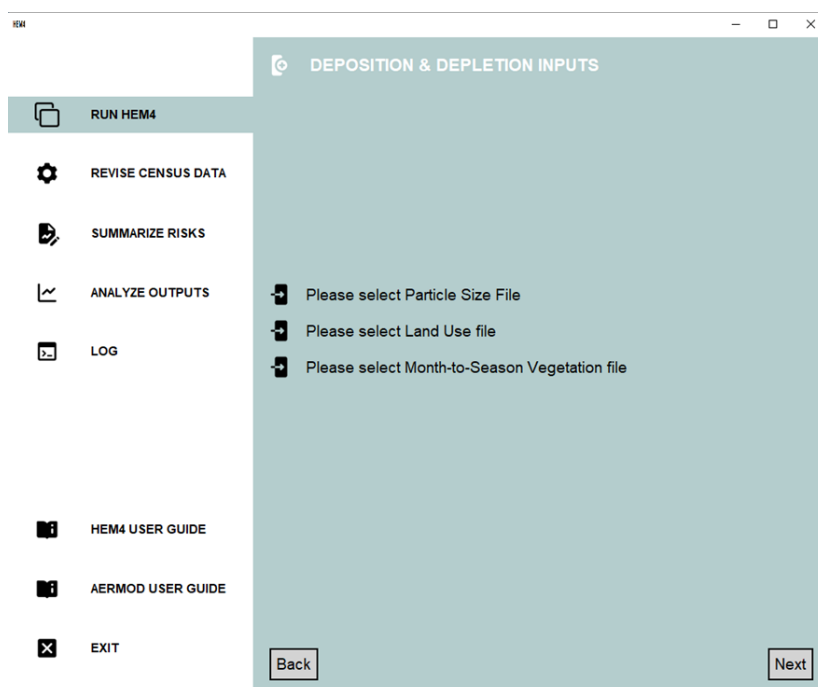 HEM4
DEPOSITION & DEPLETION INPUTS
RUN HEM4
REVISE CENSUS DATA
SUMMARIZE RISKS
ANALYZE OUTPUTS
LOG
Please select Particle Size File
Please select Land Use file
Please select Month-to-Season Vegetation file
HEM4 USER GUIDE
AERMOD USER GUIDE
EXIT
Back
Next